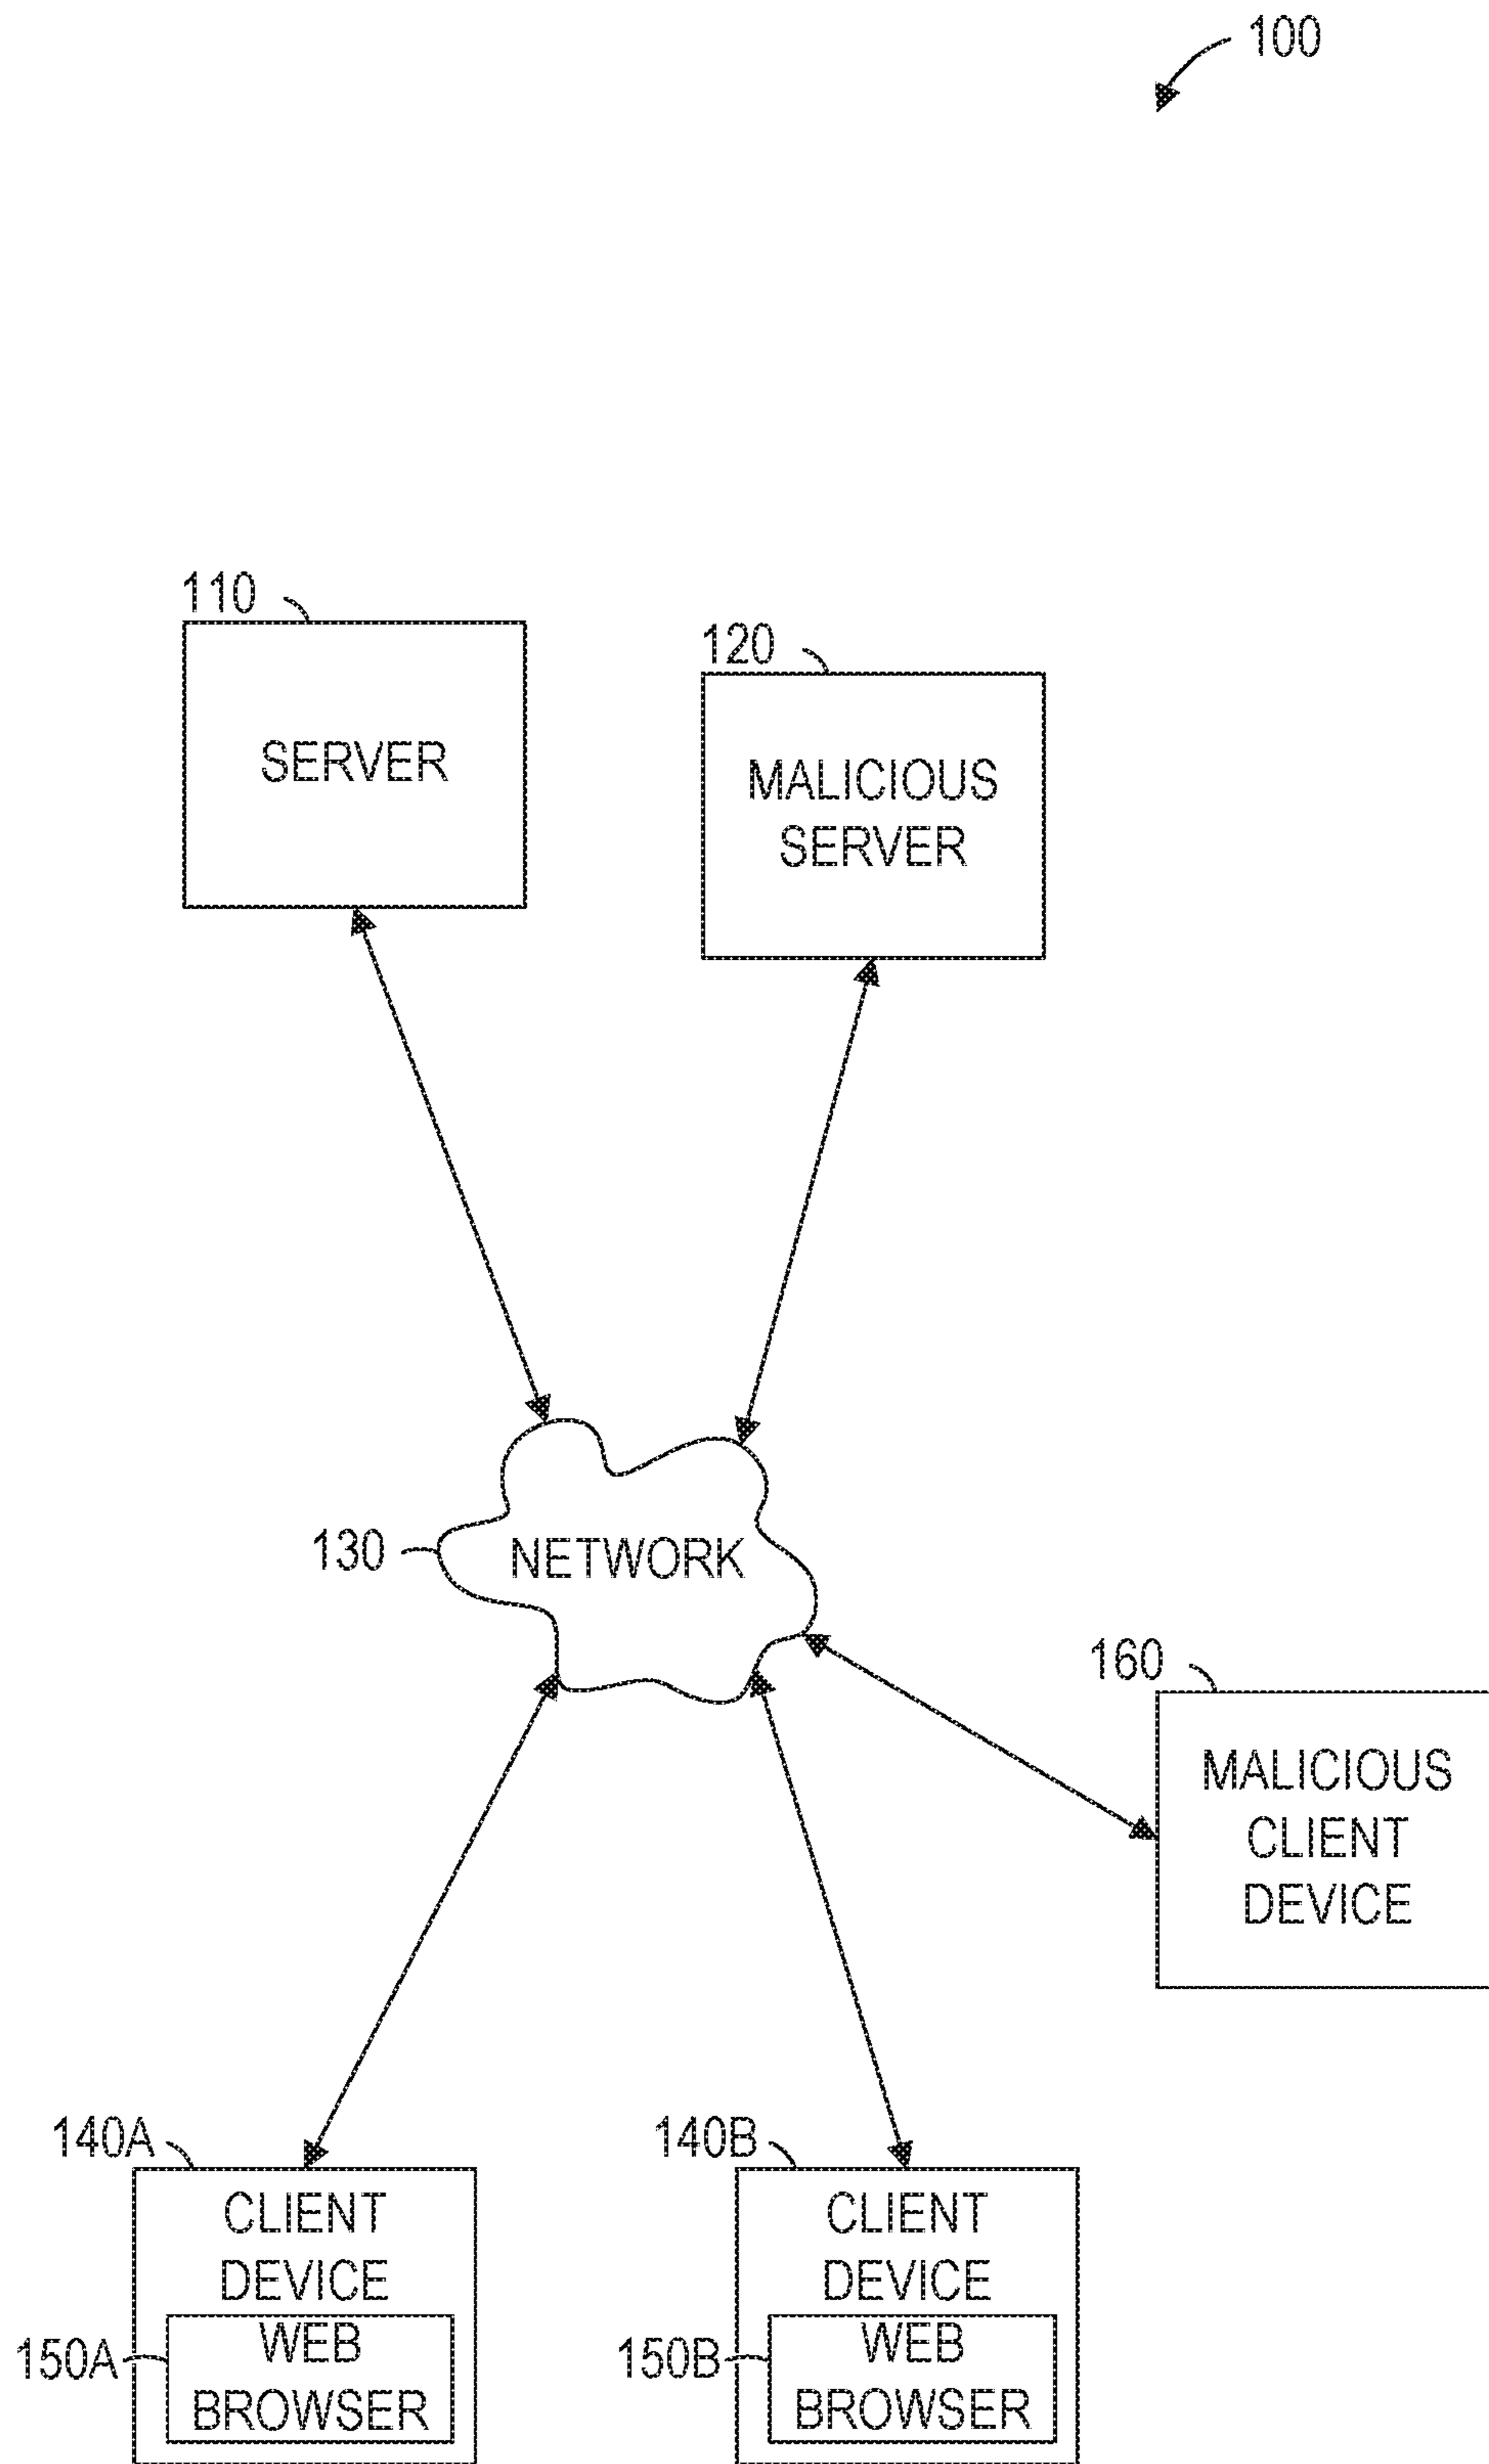 100
110
SERVER
120
MALICIOUS
SERVER
130
NETWORK
160
MALICIOUS
CLIENT
DEVICE
140A
CLIENT
DEVICE
150A
WEB
BROWSER
140B
CLIENT
DEVICE
150B
WEB
BROWSER